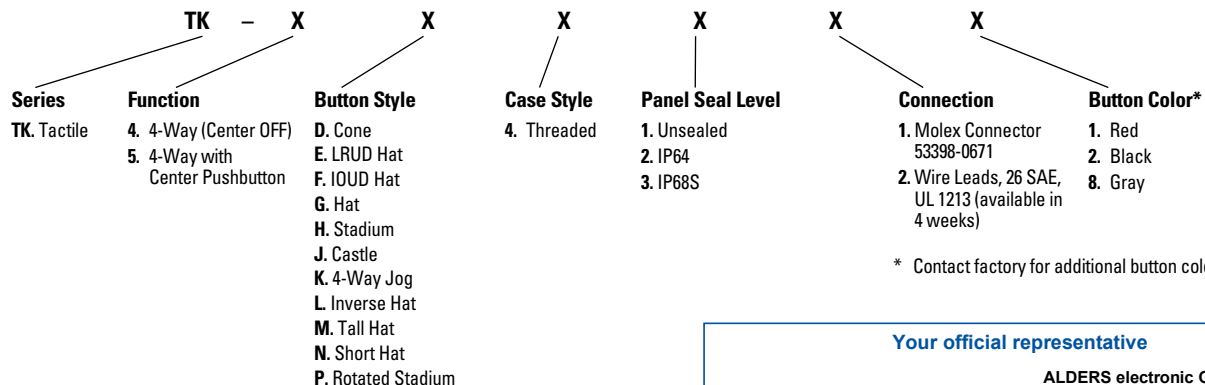 TK – X X X X X X
Series
TK. Tactile
Function
4. 4-Way (Center OFF)
5. 4-Way with
Center Pushbutton
Button Style
D. Cone
E. LRUD Hat
F. IOUD Hat
G. Hat
H. Stadium
J. Castle
K. 4-Way Jog
L. Inverse Hat
M. Tall Hat
N. Short Hat
P. Rotated Stadium
Case Style
4. Threaded
Panel Seal Level
1. Unsealed
2. IP64
3. IP68S
Connection
1. Molex Connector
53398-0671
2. Wire Leads, 26 SAE,
UL 1213 (available in
4 weeks)
Button Color*
1. Red
2. Black
8. Gray
* Contact factory for additional button
Your official representative
ALDERS electronic